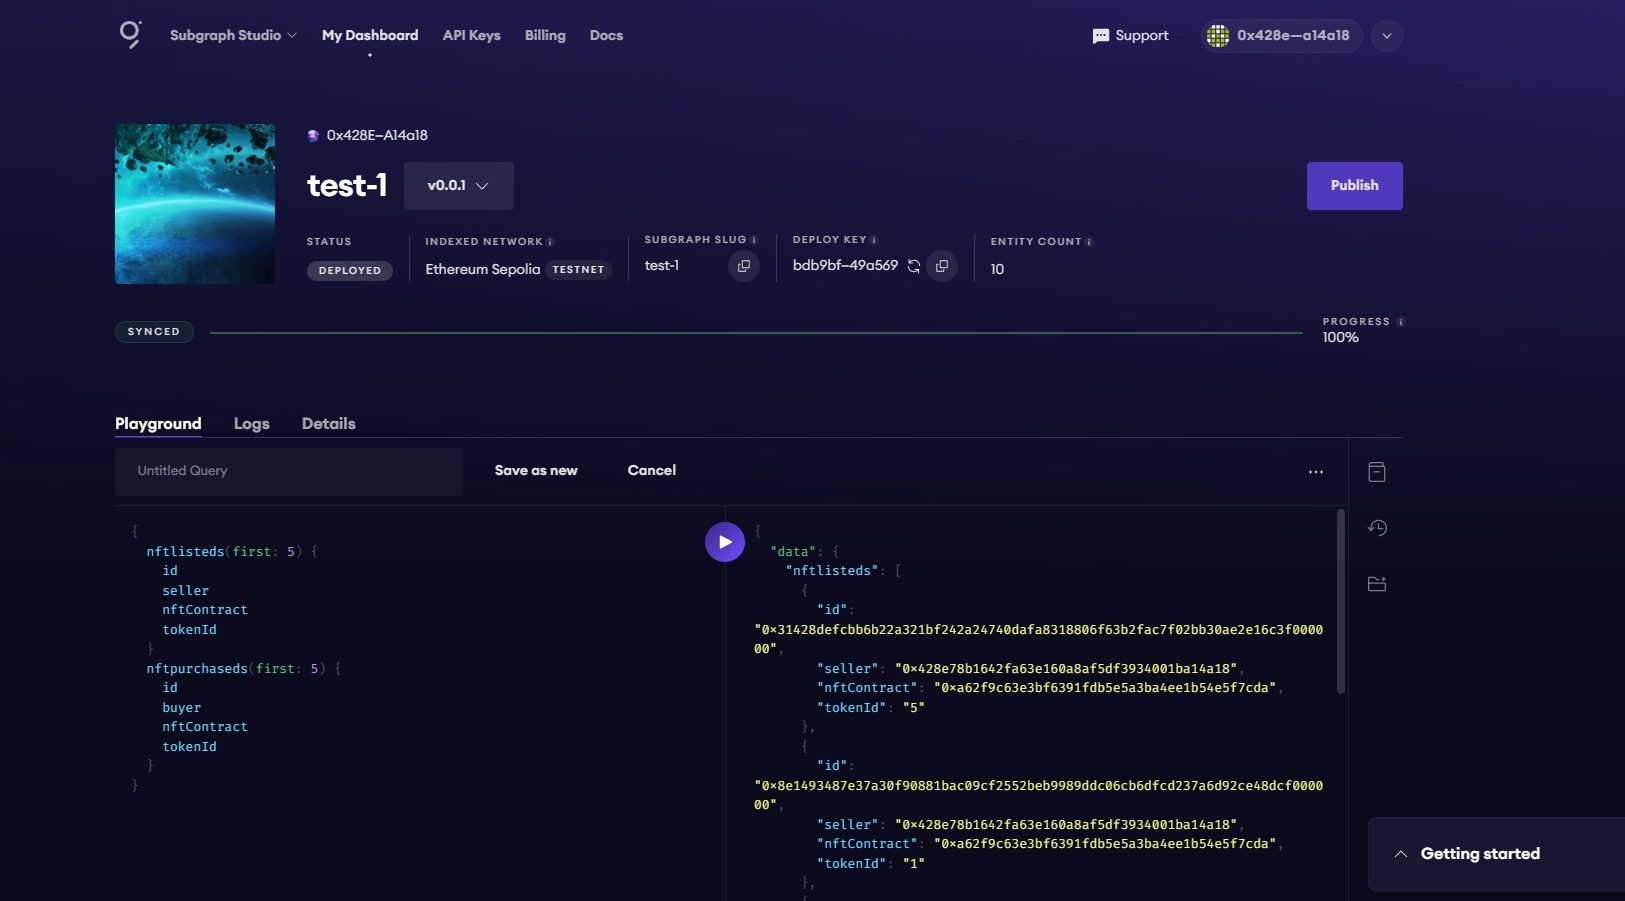 Subgraph Studio My Dashboard API Keys Billing Docs Support 0x428e—a14a18
0x428E–A14a18
test-1 v0.0.1 Publish
STATUS INDEXED NETWORK SUBGRAPH SLUG DEPLOY KEY ENTITY COUNT
DEPLOYED Ethereum Sepolia TESTNET test-1 bdb9bf–49a569 10
SYNCED PROGRESS
100%
Playground Logs Details
Untitled Query Save as new Cancel ...
{
nftlisteds(first: 5) {
id
seller
nftContract
tokenId
}
nftpurchaseds(first: 5) {
id
buyer
nftContract
tokenId
}
}
{
"data": {
"nftlisteds": [
{
"id":
"0x31428defcbb6b22a321bf242a24740dafa8318806f63b2fac7f02bb30ae2e16c3f0000
00",
"seller": "0x428e78b1642fa63e160a8af5df3934001ba14a18",
"nftContract": "0xa62f9c63e3bf6391fdb5e5a3ba4ee1b54e5f7cda",
"tokenId": "5"
},
{
"id":
"0x8e1493487e37a30f90881bac09cf2552beb9989ddc06cb6dfcd237a6d92ce48dcf0000
00",
"seller": "0x428e78b1642fa63e160a8af5df3934001ba14a18",
"nftContract": "0xa62f9c63e3bf6391fdb5e5a3ba4ee1b54e5f7cda",
"tokenId": "1"
},
Getting started